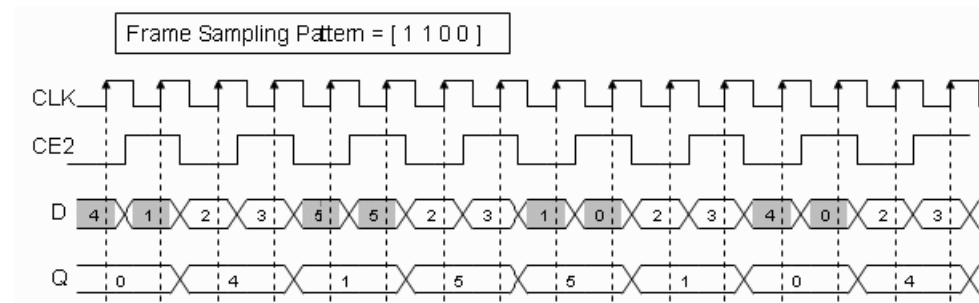 Frame Sampling Pattern = [ 1 1 0 0 ]
CLK
CE2
D 4 1 2 3 5 5 2 3 1 0 2 3 4 0 2 3
Q 0 4 1 5 5 1 0 4